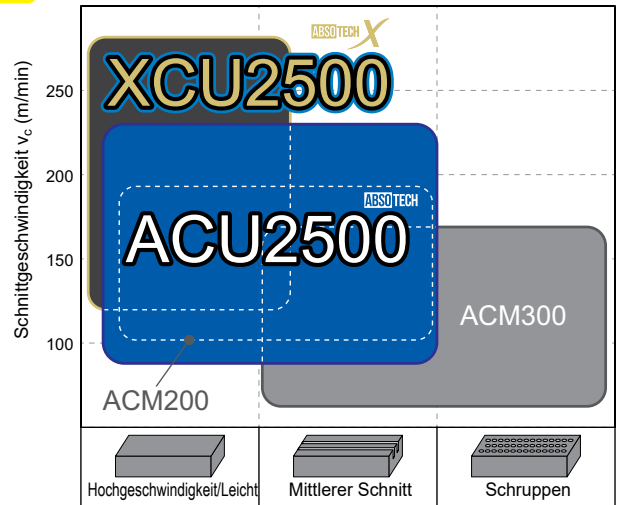 ABSOTECH X
XCU2500
ABSOTECH
ACU2500
ACM300
ACM200
Schnittgeschwindigkeit vc (m/min)
250
200
150
100
Hochgeschwindigkeit/Leicht
Mittlerer Schnitt
Schruppen